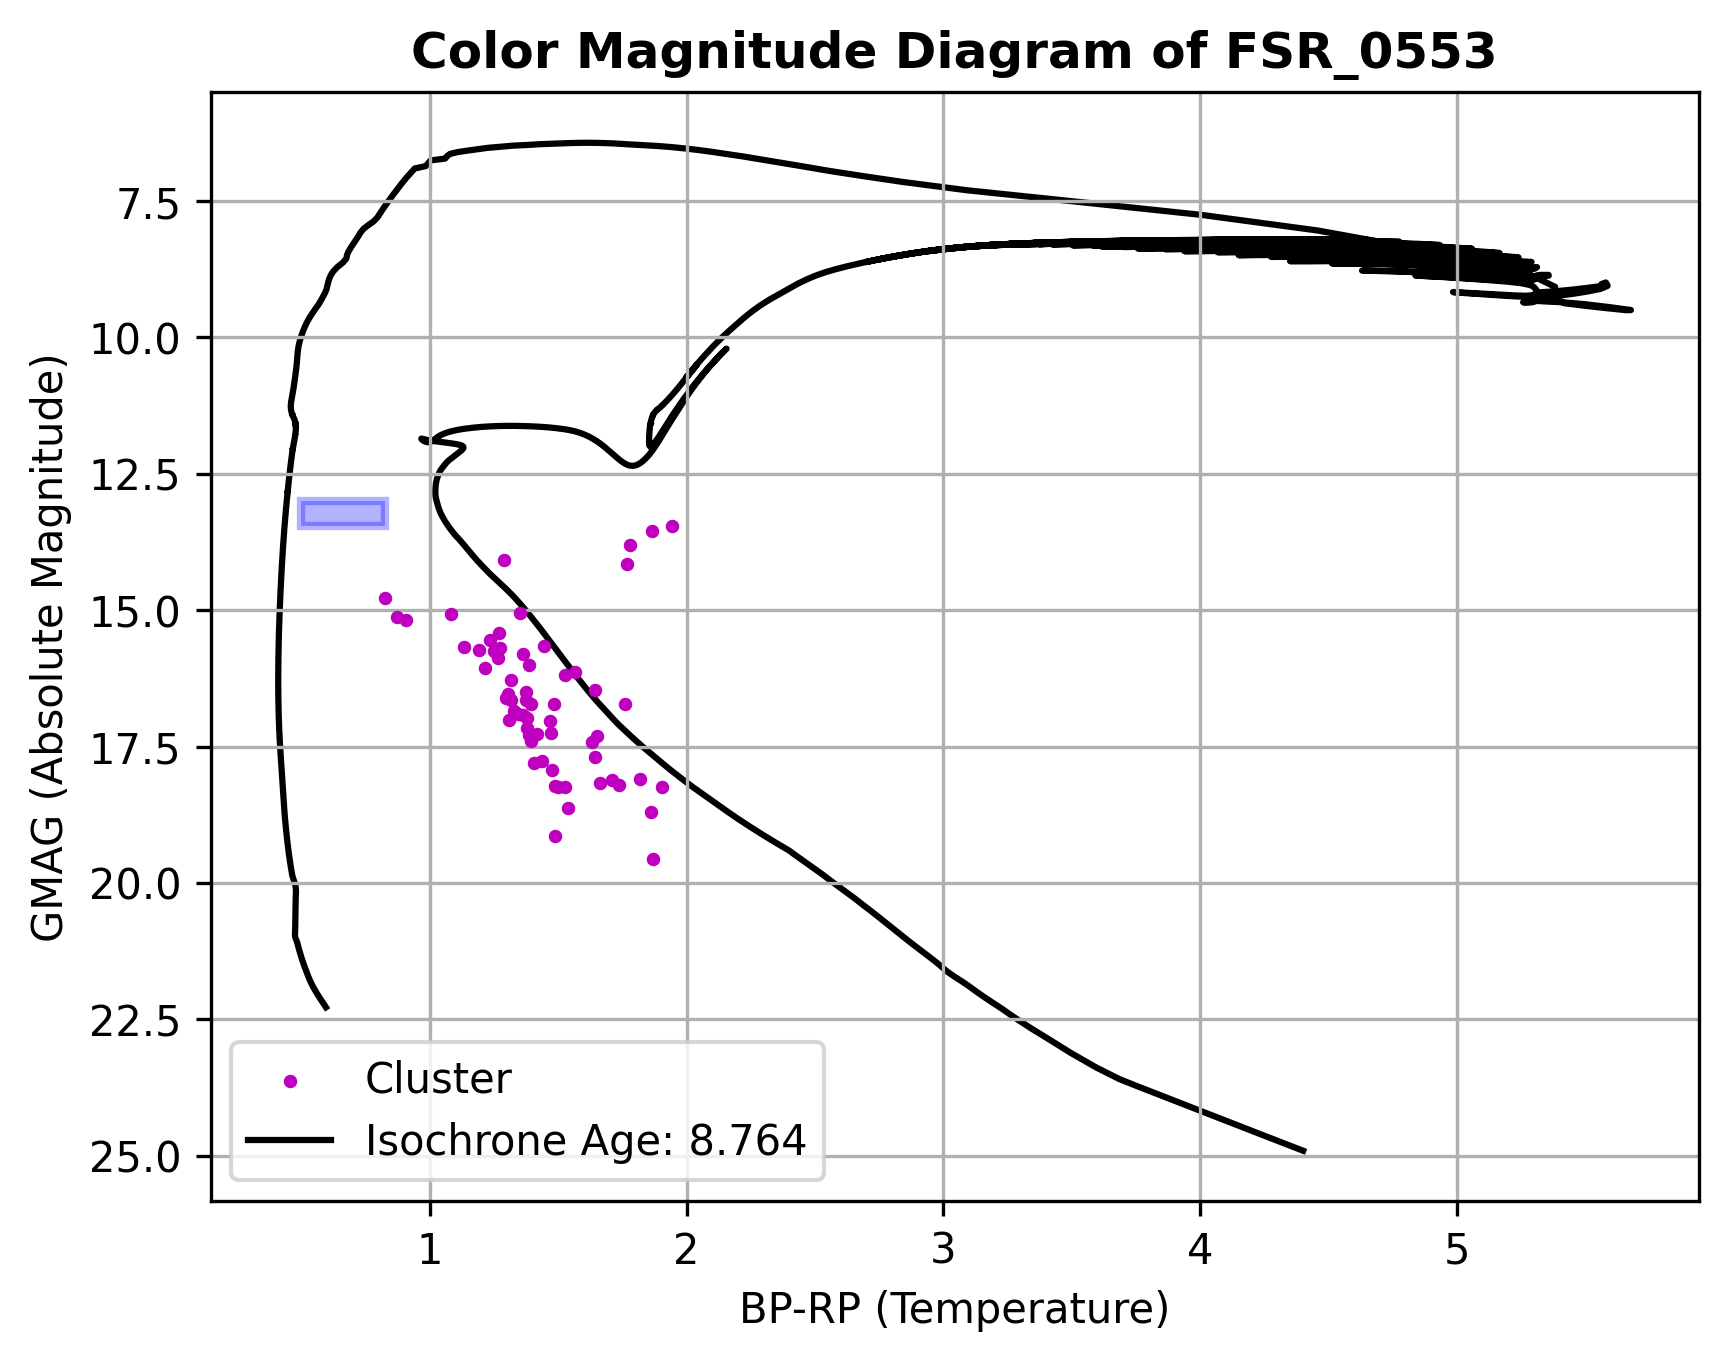 Color Magnitude Diagram of FSR_0553
GMAG (Absolute Magnitude)
7.5
10.0
12.5
15.0
17.5
20.0
22.5
25.0
Cluster
Isochrone Age: 8.764
1 2 3 4 5
BP-RP (Temperature)